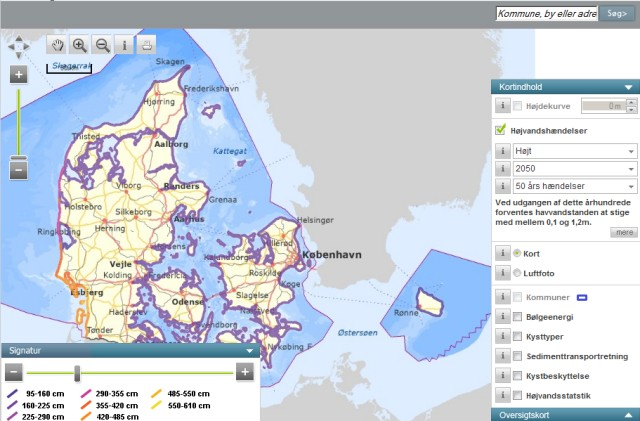 Kommune, by eller adre
Søg>
Skagerrak
Skagen
Frederikshavn
Hjørring
Thisted
Aalborg
Kattegat
Viborg
Randers
Grenaa
Holstebro
Silkeborg
Aarhus
Ringkøbing
Herning
Horsens
Helsingør
Hillerød
Kalundborg
København
Vejle
Kolding
Fredericia
Roskilde
Esbjerg
Odense
Slagelse
Køge
Haderslev
Næstved
Rønne
Svendborg
Tønder
Østersøen
Nykøbing F
Kortindhold
Højdekurve
0 m
Højvandshændelser
Højt
2050
50 års hændelser
Ved udgangen af dette århundrede
forventes havvandstanden at stige
med mellem 0,1 og 1,2m.
mere
Kort
Luftfoto
Kommuner
Bølgeenergi
Kysttyper
Sedimenttransportretning
Kystbeskyttelse
Højvandsstatstik
Oversigtskort
Signatur
95-160 cm
290-355 cm
485-550 cm
160-225 cm
355-420 cm
550-610 cm
225-290 cm
420-485 cm